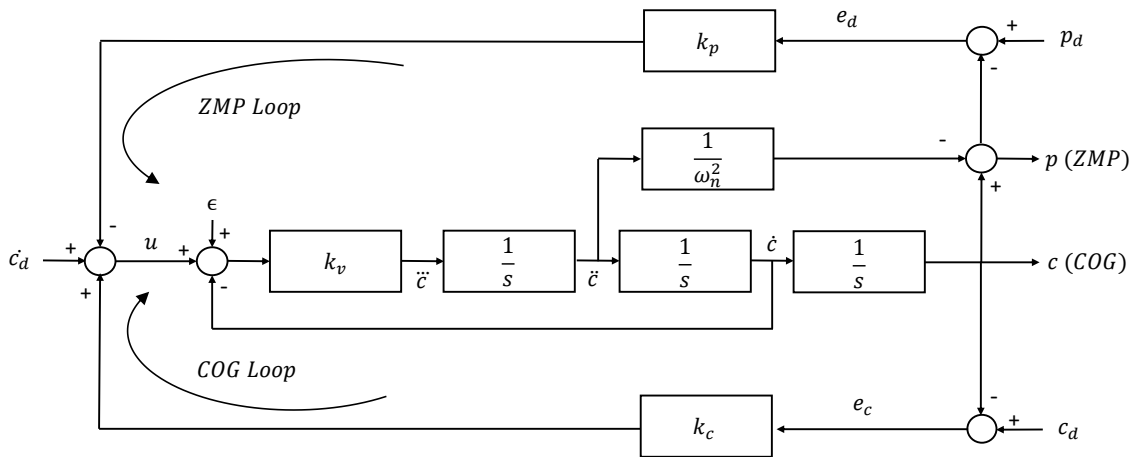 e_d
+
p_d
k_p
-
ZMP Loop
1
ω_n^2
-
p (ZMP)
+
ϵ
-
+
ċ_d
+
u
+
k_v
c⃛
1
s
c̈
1
s
ċ
1
s
c (COG)
+
-
COG Loop
-
e_c
+
c_d
k_c